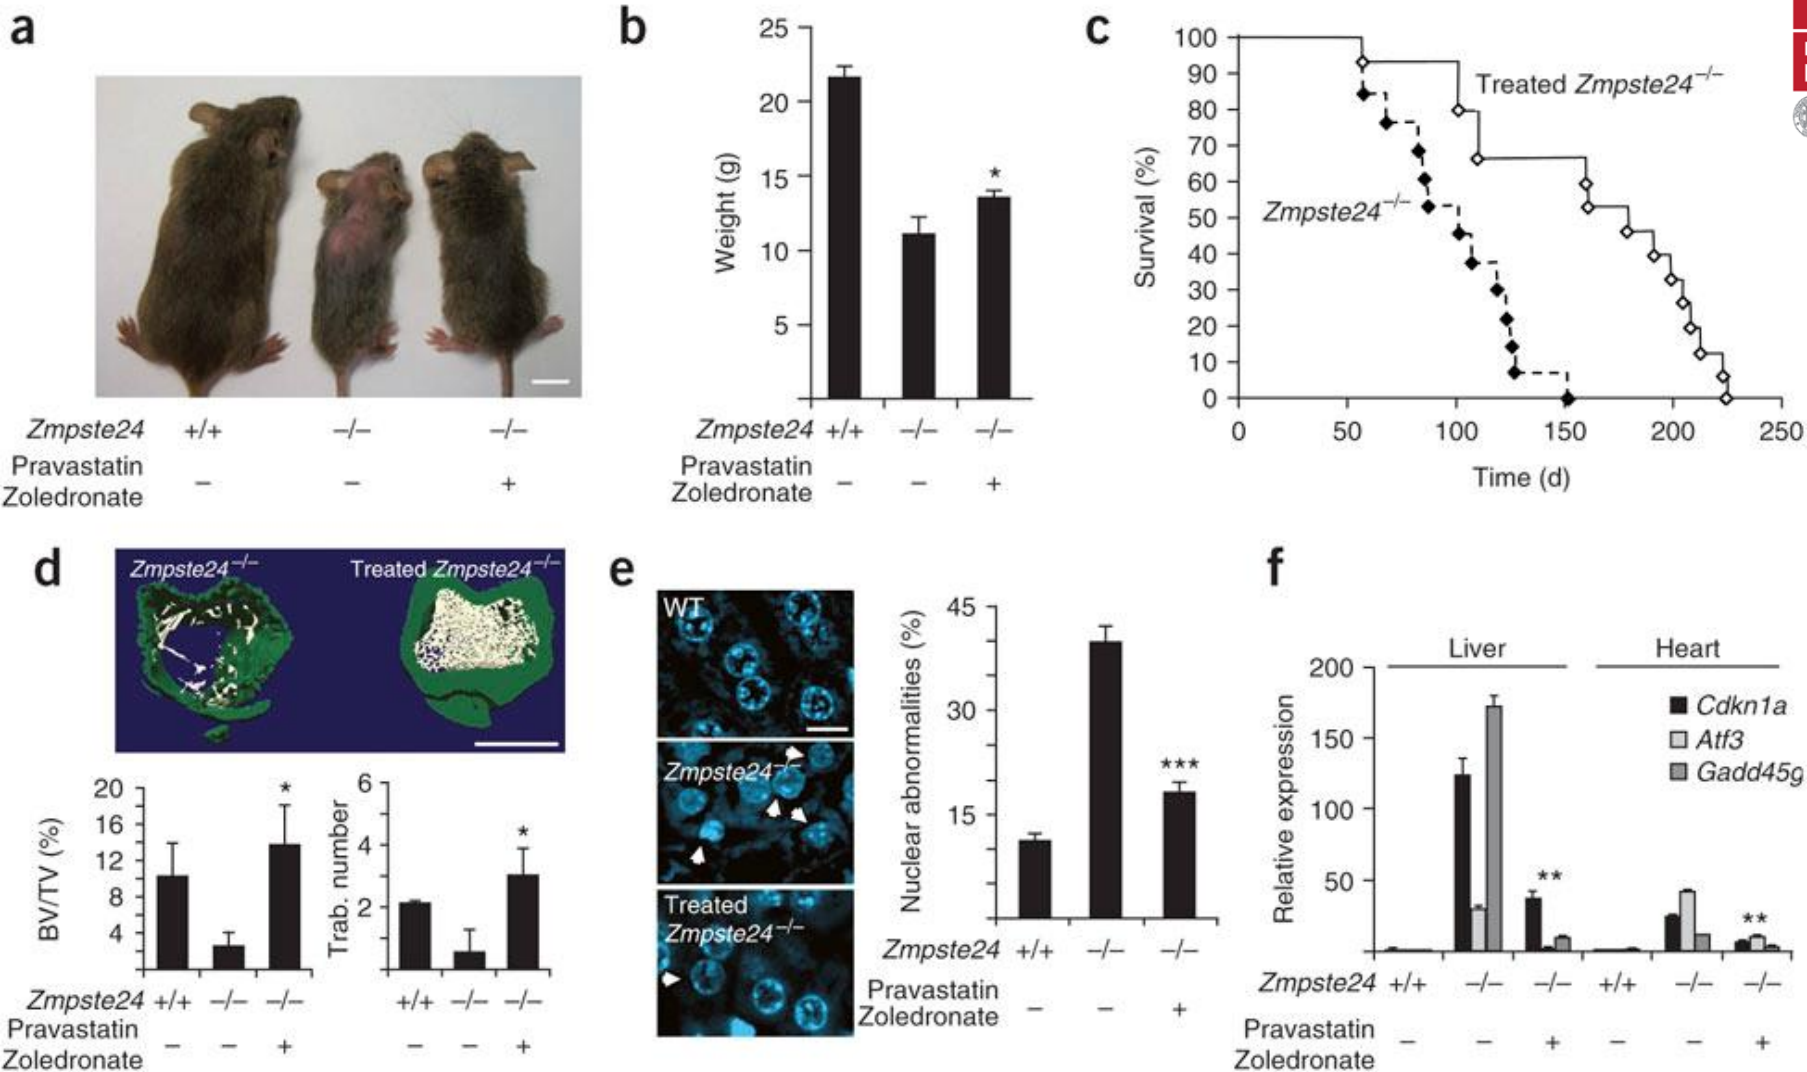 a
Zmpste24 +/+ –/– –/–
Pravastatin
Zoledronate – – +
b
25
20
15
10
5
Weight (g)
*
Zmpste24 +/+ –/– –/–
Pravastatin
Zoledronate – – +
c
100
90
80
70
60
50
40
30
20
10
0
Survival (%)
Treated Zmpste24–/–
Zmpste24–/–
0 50 100 150 200 250
Time (d)
d
Zmpste24–/– Treated Zmpste24–/–
20
16
12
8
4
BV/TV (%)
*
6
4
2
Trab. number
*
Zmpste24 +/+ –/– –/– +/+ –/– –/–
Pravastatin
Zoledronate – – + – – +
e
WT
Zmpste24–/–
Treated
Zmpste24–/–
45
30
15
Nuclear abnormalities (%)
***
Zmpste24 +/+ –/– –/–
Pravastatin
Zoledronate – – +
f
Liver Heart
200
150
100
50
Relative expression
Cdkn1a
Atf3
Gadd45g
**
**
Zmpste24 +/+ –/– –/– +/+ –/– –/–
Pravastatin
Zoledronate – – + – – +